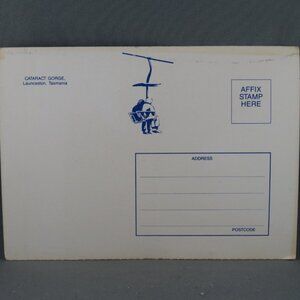 CATARACT GORGE,
Launceston, Tasmania
AFFIX
STAMP
HERE
ADDRESS
POSTCODE